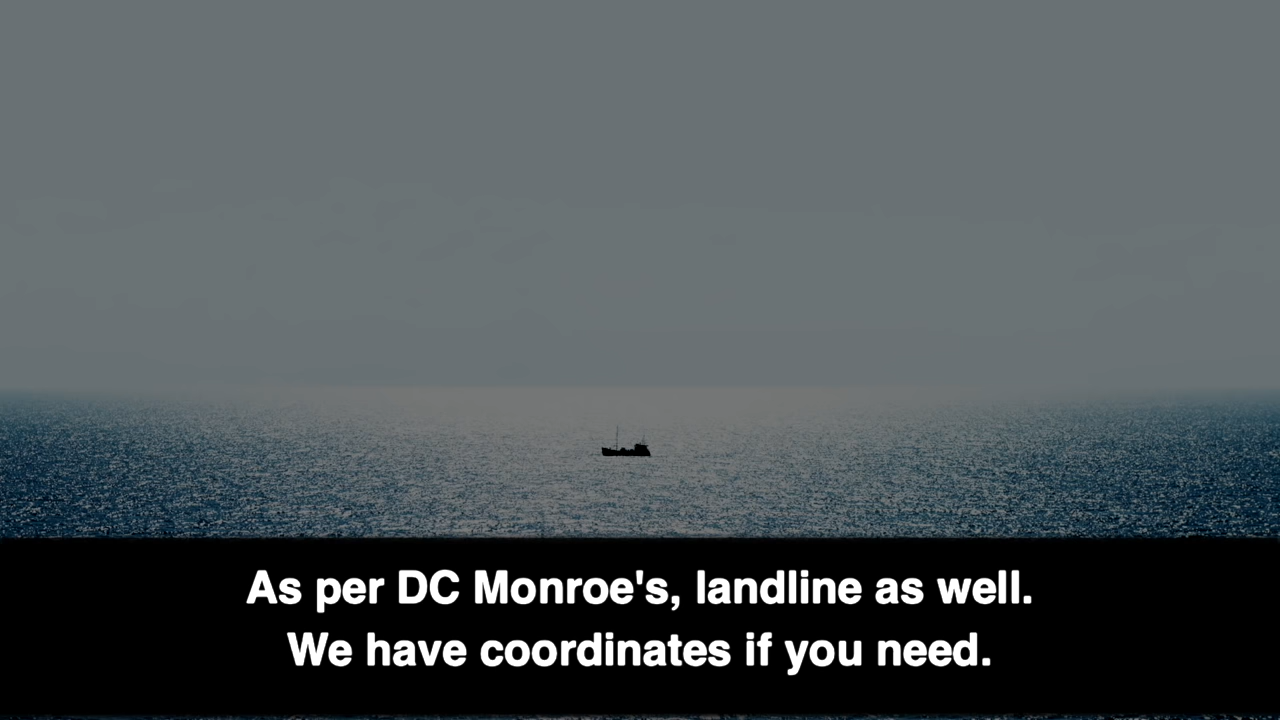 As per DC Monroe's, landline as well.
We have coordinates if you need.